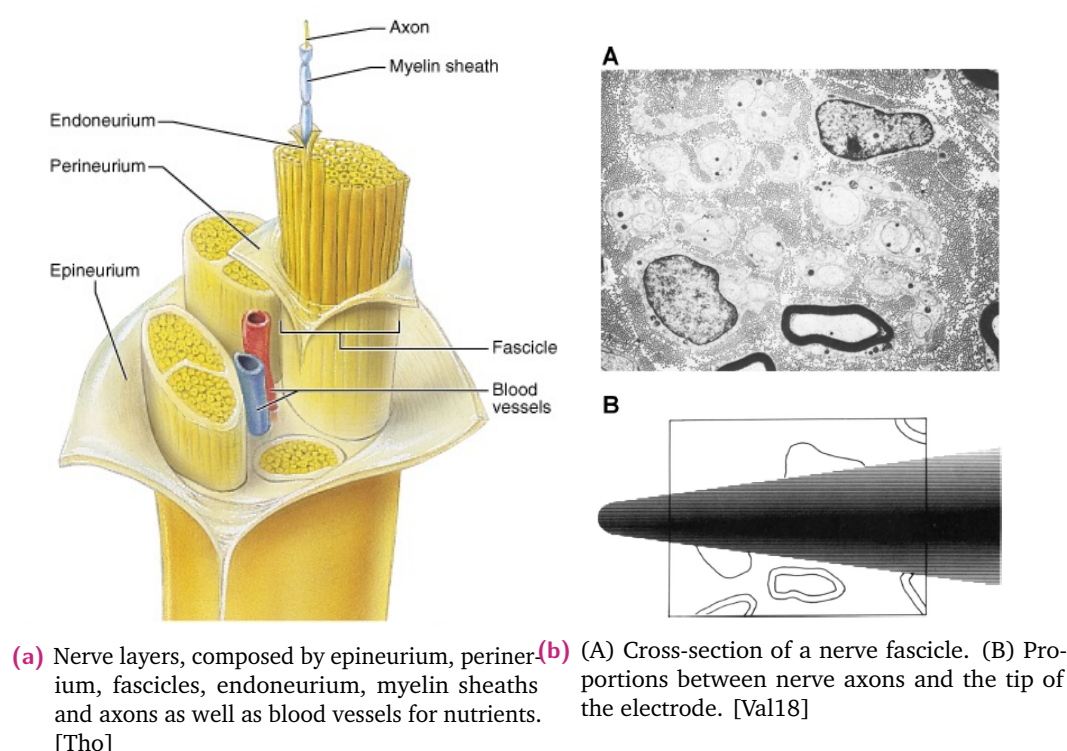 Axon
Myelin sheath
Endoneurium
Perineurium
Epineurium
Fascicle
Blood
vessels
A
B
(a) Nerve layers, composed by epineurium, periner-
ium, fascicles, endoneurium, myelin sheaths
and axons as well as blood vessels for nutrients.
[Tho]
(b) (A) Cross-section of a nerve fascicle. (B) Pro-
portions between nerve axons and the tip of
the electrode. [Val18]